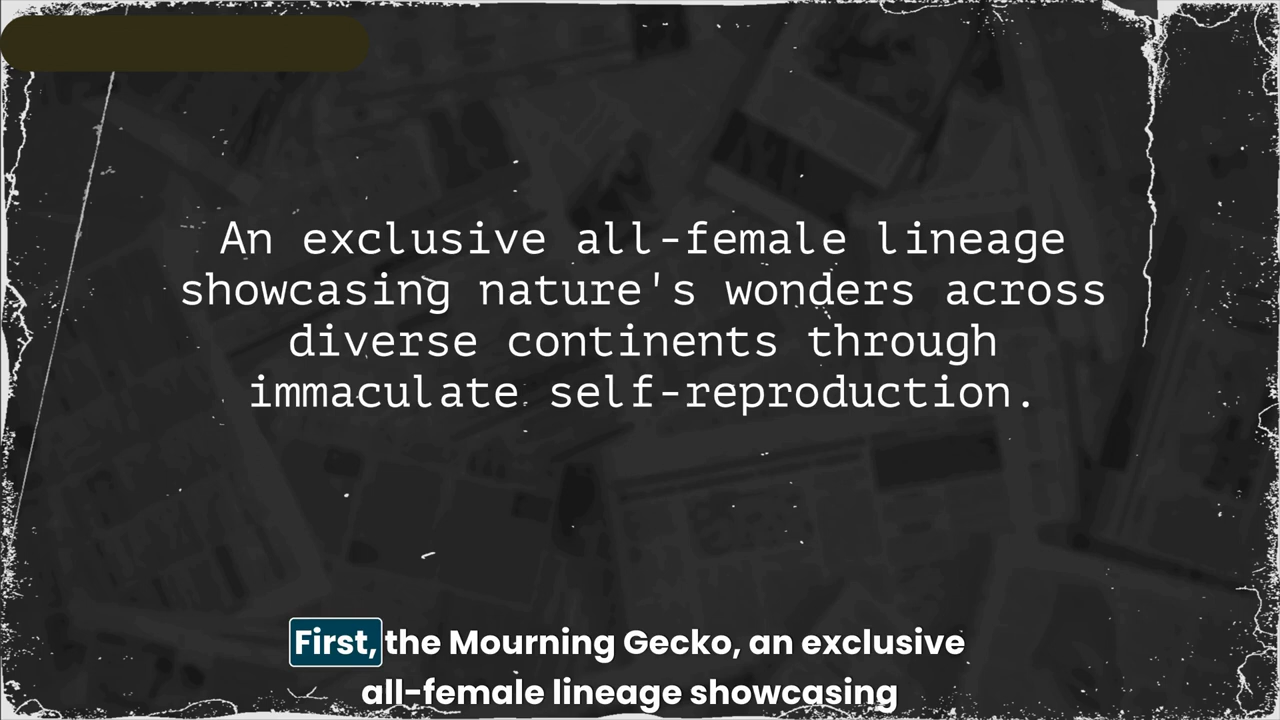 An exclusive all-female lineage
showcasing nature's wonders across
diverse continents through
immaculate self-reproduction.
First, the Mourning Gecko, an exclusive
all-female lineage showcasing